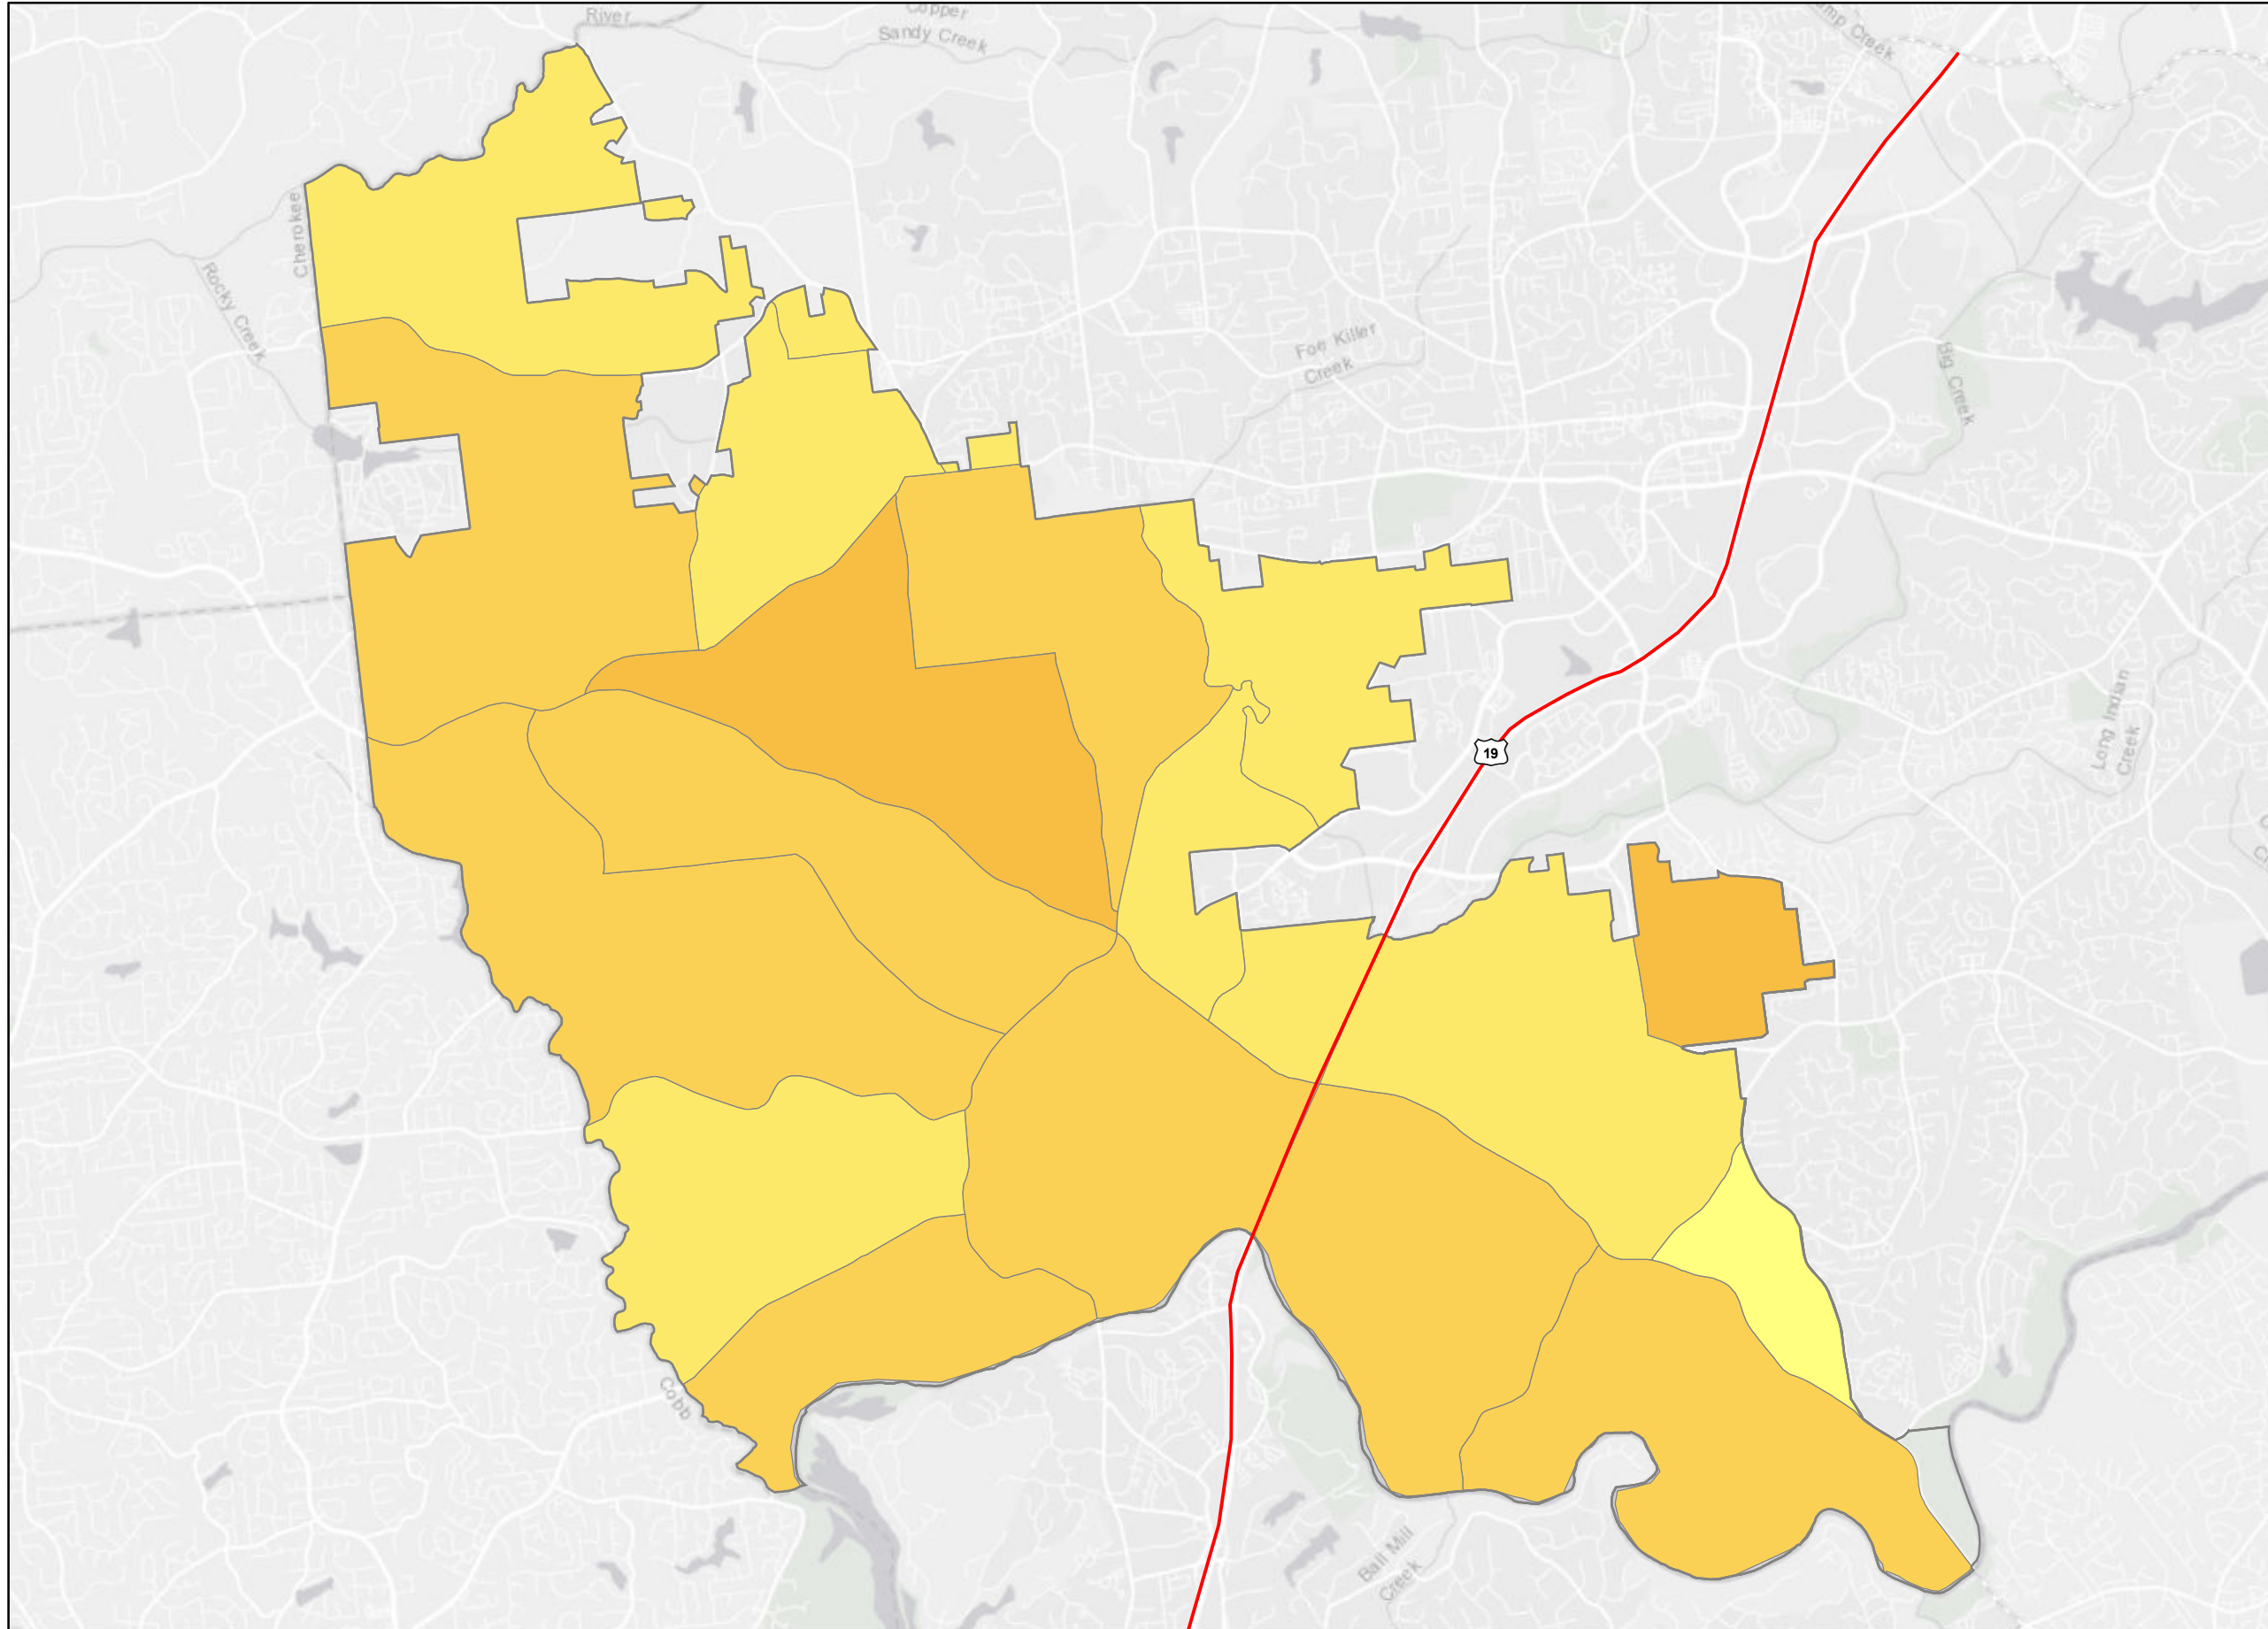 River
Copper
Sandy Creek
Camp Creek
Cherokee
Rocky Creek
Foe Killer
Creek
Big Creek
Long Indian
Creek
19
Cobb
Ball Mill
Creek